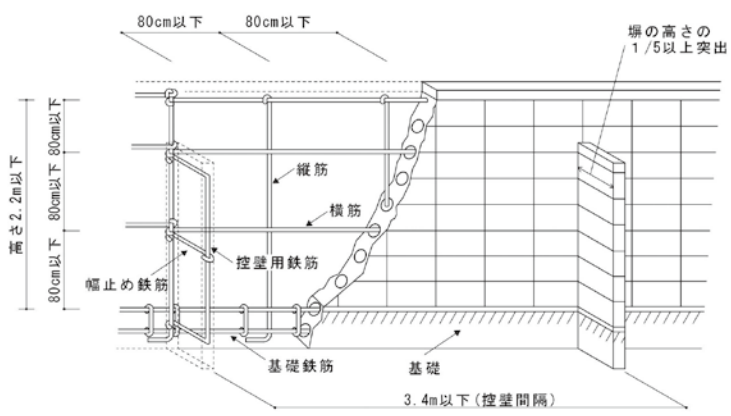 80cm以下
80cm以下
塀の高さの
1/5以上突出
高さ2.2m以下
80cm以下
80cm以下
80cm以下
縦筋
横筋
控壁用鉄筋
幅止め鉄筋
基礎鉄筋
基礎
3.4m以下(控壁間隔)